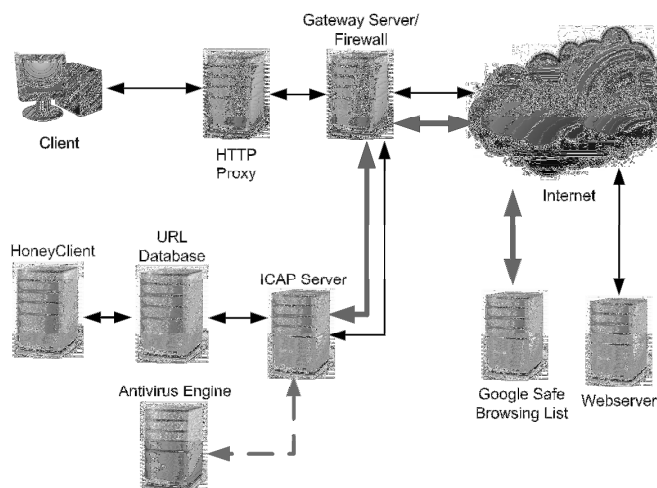 Gateway Server/
Firewall
Client
HTTP
Proxy
Internet
HoneyClient
URL
Database
ICAP Server
Antivirus Engine
Google Safe
Browsing List
Webserver